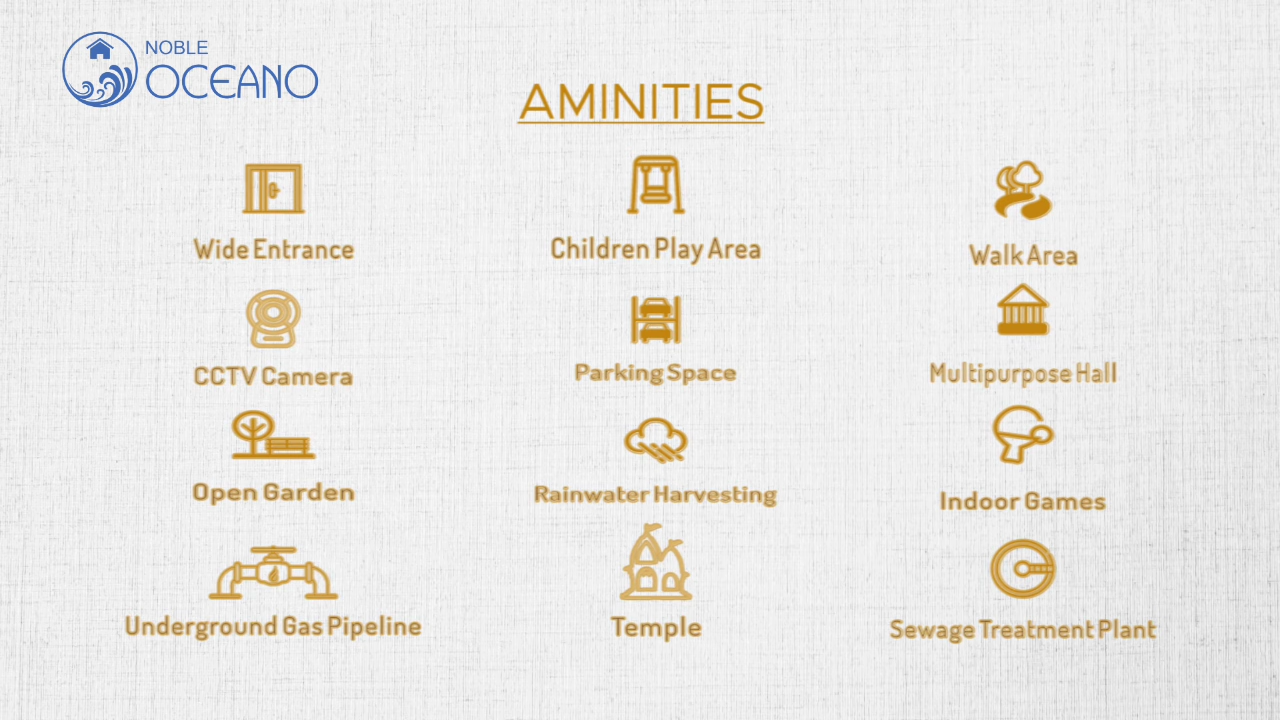 NOBLE
OCEANO
AMINITIES
Wide Entrance
Children Play Area
Walk Area
CCTV Camera
Parking Space
Multipurpose Hall
Open Garden
Rainwater Harvesting
Indoor Games
Underground Gas Pipeline
Temple
Sewage Treatment Plant